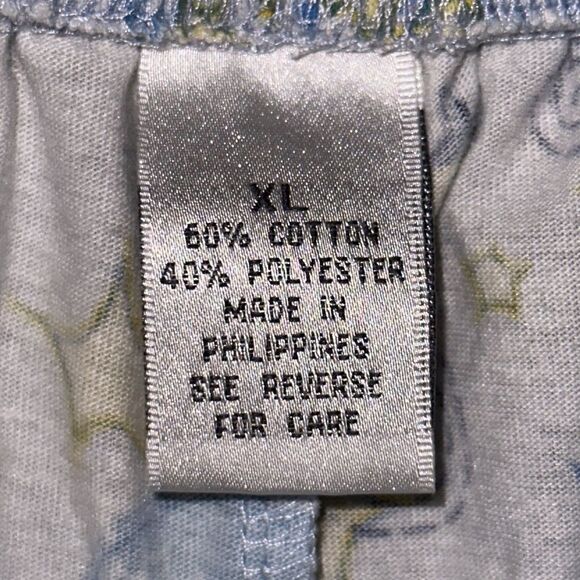 XL
60% COTTON
40% POLYESTER
MADE IN
PHILIPPINES
SEE REVERSE
FOR CARE